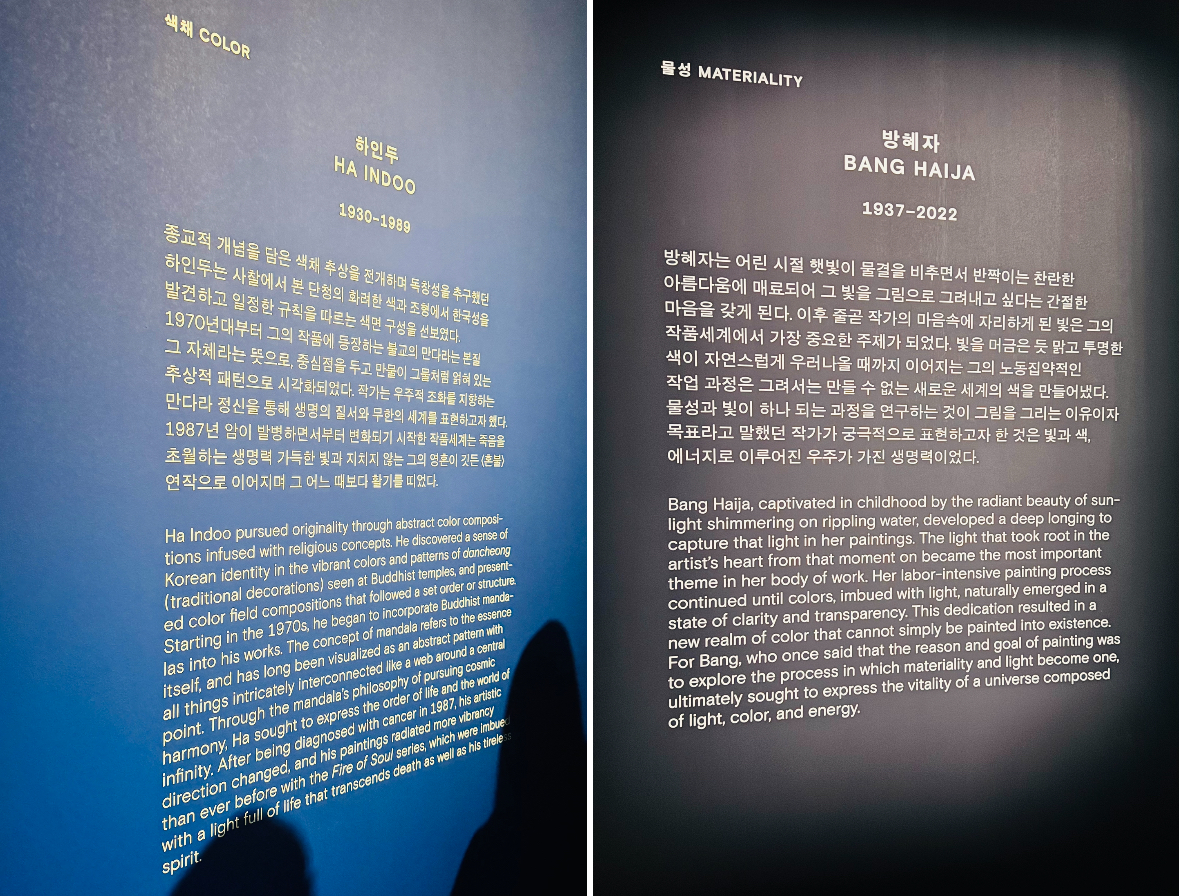 색채 COLOR
하인두
HA INDOO
1930–1989
종교적 개념을 담은 색채 추상을 전개하며 독창성을 추구했던
하인두는 사찰에서 본 단청의 화려한 색과 조형에서 한국성을
발견하고 일정한 규칙을 따르는 색면 구성을 선보였다.
1970년대부터 그의 작품에 등장하는 불교의 만다라는 본질
그 자체라는 뜻으로, 중심점을 두고 만물이 그물처럼 얽혀 있는
추상적 패턴으로 시각화되었다. 작가는 우주적 조화를 지향하는
만다라 정신을 통해 생명의 질서와 무한의 세계를 표현하고자 했다.
1987년 암이 발병하면서부터 변화되기 시작한 작품세계는 죽음을
초월하는 생명력 가득한 빛과 지치지 않는 그의 영혼이 깃든 〈혼불〉
연작으로 이어지며 그 어느 때보다 활기를 띠었다.
Ha Indoo pursued originality through abstract color composi-
tions infused with religious concepts. He discovered a sense of
Korean identity in the vibrant colors and patterns of dancheong
(traditional decorations) seen at Buddhist temples, and present-
ed color field compositions that followed a set order or structure.
Starting in the 1970s, he began to incorporate Buddhist manda-
las into his works. The concept of mandala refers to the essence
itself, and has long been visualized as an abstract pattern with
all things intricately interconnected like a web around a central
point. Through the mandala's philosophy of pursuing cosmic
harmony, Ha sought to express the order of life and the world of
infinity. After being diagnosed with cancer in 1987, his artistic
direction changed, and his paintings radiated more vibrancy
than ever before with the Fire of Soul series, which were imbued
with a light full of life that transcends death as well as his tireless
spirit.
물성 MATERIALITY
방혜자
BANG HAIJA
1937–2022
방혜자는 어린 시절 햇빛이 물결을 비추면서 반짝이는 찬란한
아름다움에 매료되어 그 빛을 그림으로 그려내고 싶다는 간절한
마음을 갖게 된다. 이후 줄곧 작가의 마음속에 자리하게 된 빛은 그의
작품세계에서 가장 중요한 주제가 되었다. 빛을 머금은 듯 맑고 투명한
색이 자연스럽게 우러나올 때까지 이어지는 그의 노동집약적인
작업 과정은 그려서는 만들 수 없는 새로운 세계의 색을 만들어냈다.
물성과 빛이 하나 되는 과정을 연구하는 것이 그림을 그리는 이유이자
목표라고 말했던 작가가 궁극적으로 표현하고자 한 것은 빛과 색,
에너지로 이루어진 우주가 가진 생명력이었다.
Bang Haija, captivated in childhood by the radiant beauty of sun-
light shimmering on rippling water, developed a deep longing to
capture that light in her paintings. The light that took root in the
artist's heart from that moment on became the most important
theme in her body of work. Her labor-intensive painting process
continued until colors, imbued with light, naturally emerged in a
state of clarity and transparency. This dedication resulted in a
new realm of color that cannot simply be painted into existence.
For Bang, who once said that the reason and goal of painting was
to explore the process in which materiality and light become one,
ultimately sought to express the vitality of a universe composed
of light, color, and energy.